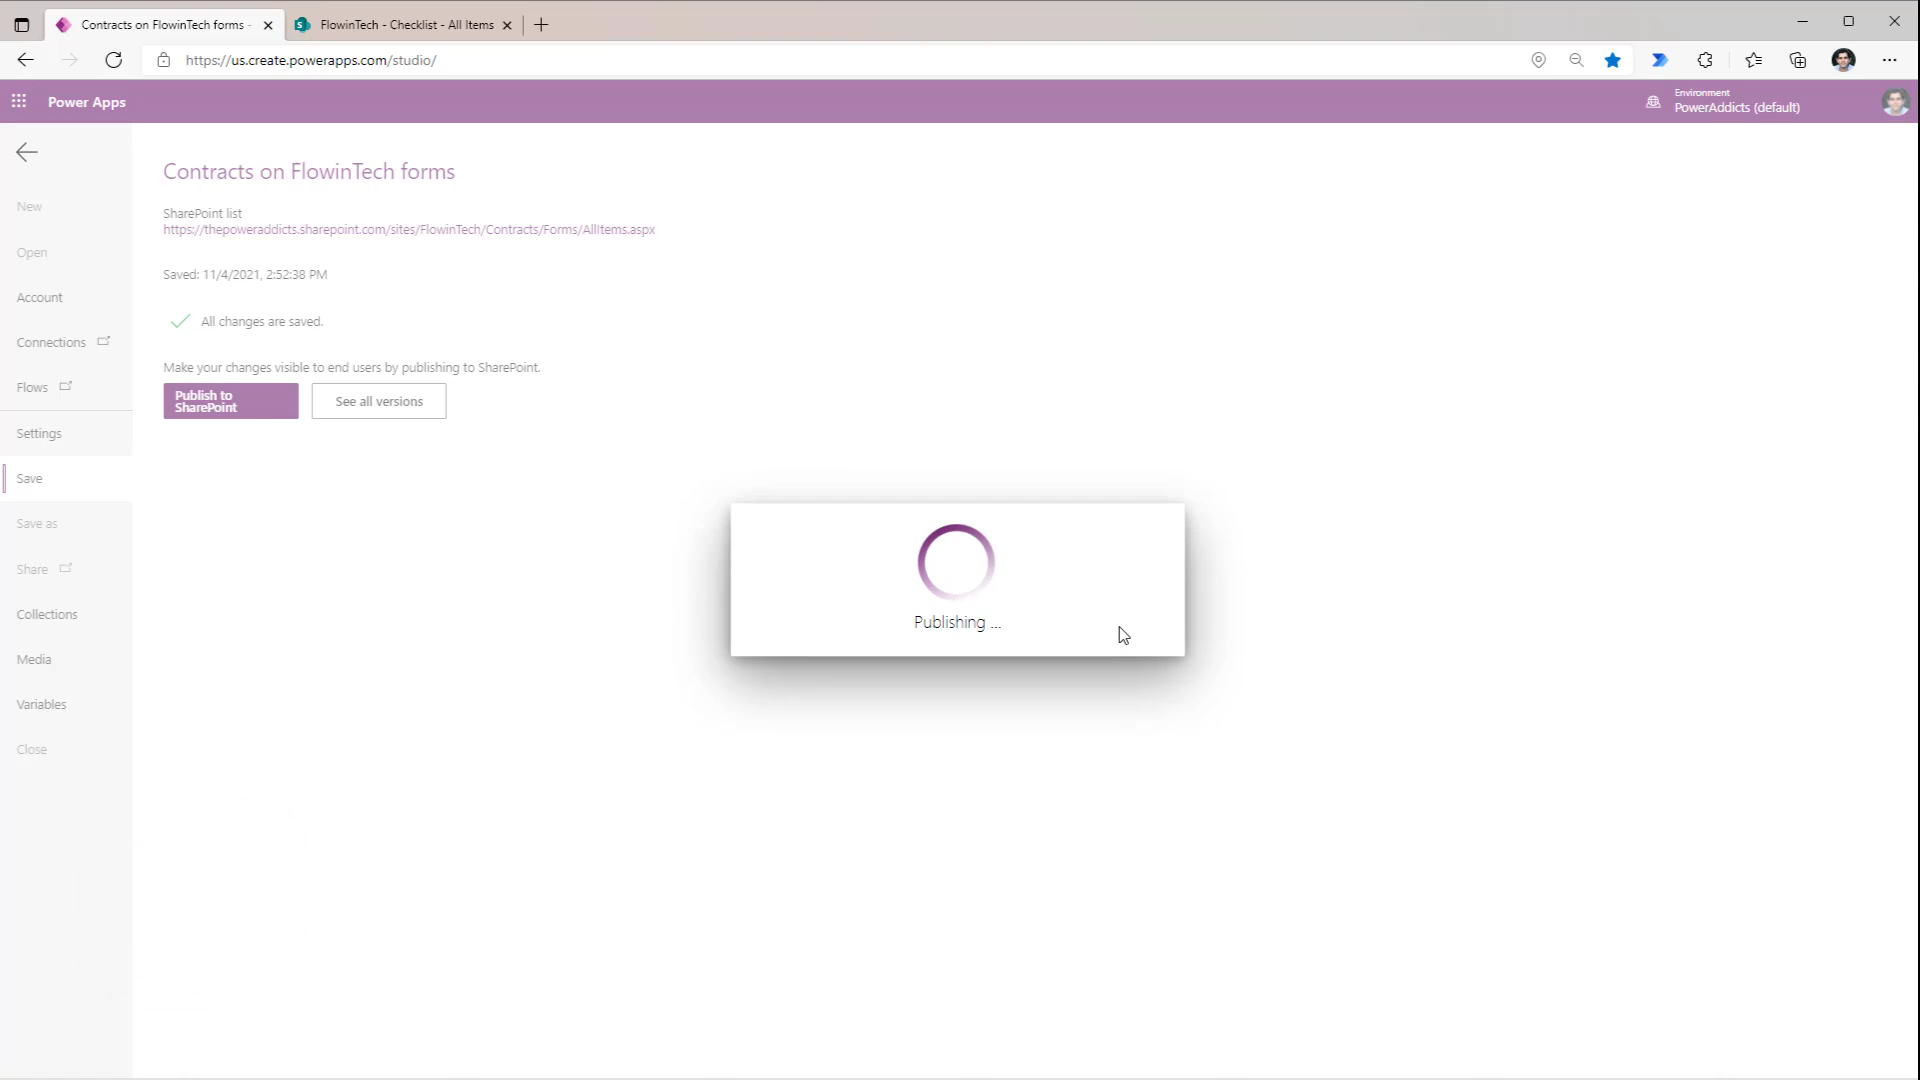 Contracts on FlowinTech forms -
FlowinTech - Checklist - All Items
https://us.create.powerapps.com/studio/
Power Apps
Environment
PowerAddicts (default)
New
Open
Account
Connections
Flows
Settings
Save
Save as
Share
Collections
Media
Variables
Close
Contracts on FlowinTech forms
SharePoint list
https://thepoweraddicts.sharepoint.com/sites/FlowinTech/Contracts/Forms/AllItems.aspx
Saved: 11/4/2021, 2:52:38 PM
All changes are saved.
Make your changes visible to end users by publishing to SharePoint.
Publish to
SharePoint
See all versions
Publishing ...